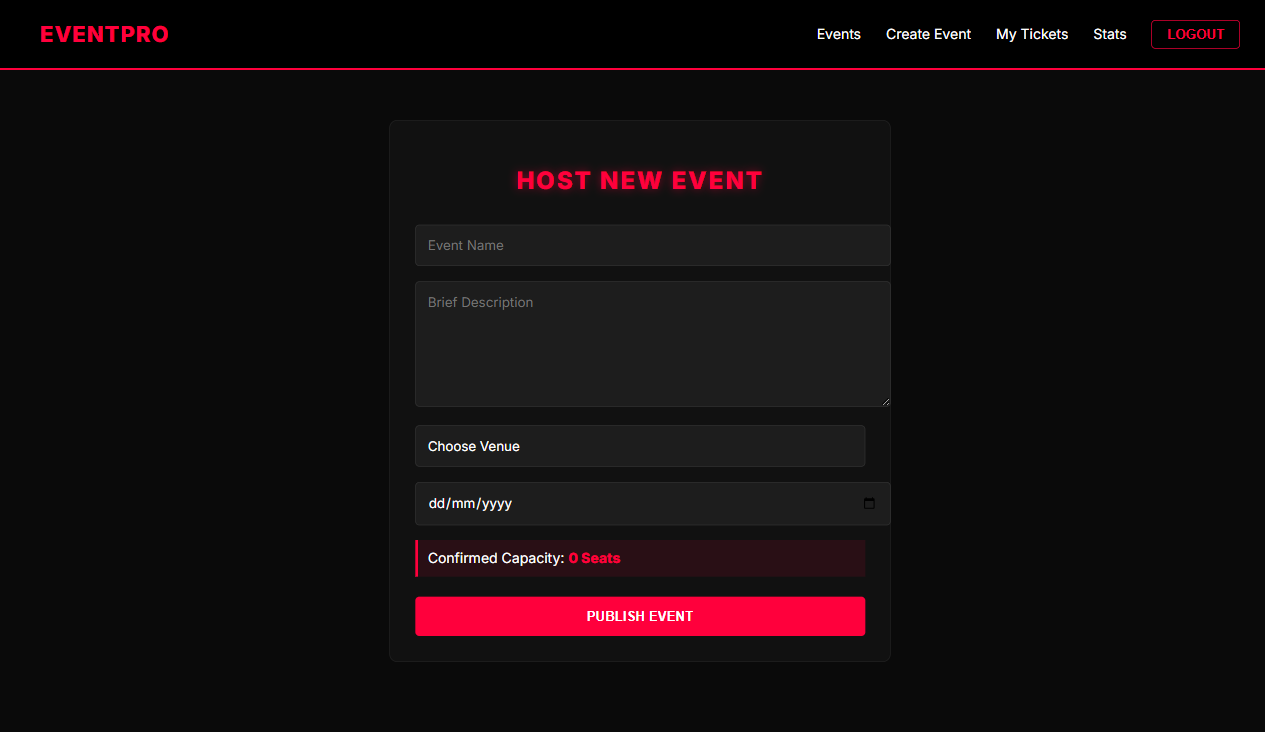 EVENTPRO
Events Create Event My Tickets Stats LOGOUT
HOST NEW EVENT
Event Name
Brief Description
Choose Venue
dd/mm/yyyy
Confirmed Capacity: 0 Seats
PUBLISH EVENT